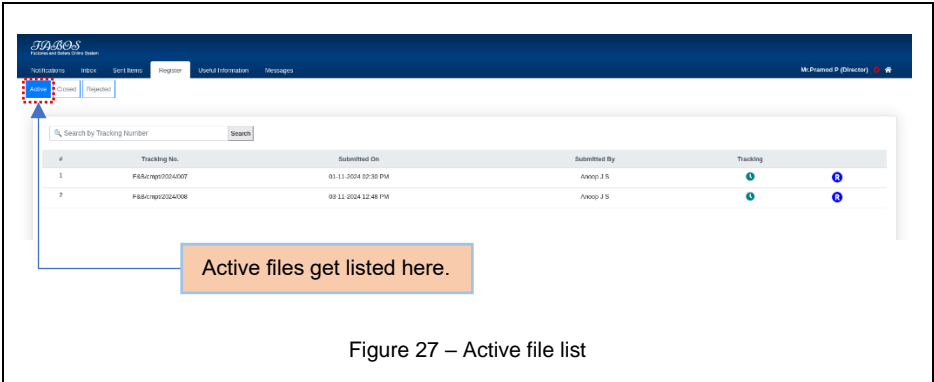 FABOS
Factories and Boilers Online System
Notifications Inbox Sent Items Register Useful Information Messages Mr.Pramod P (Director)
Active Closed Rejected
Search by Tracking Number Search
# Tracking No. Submitted On Submitted By Tracking
1 F&B/cmpt/2024/007 01-11-2024 02:30 PM Anoop J S R
2 F&B/cmpt/2024/008 03-11-2024 12:48 PM Anoop J S R
Active files get listed here.
Figure 27 – Active file list